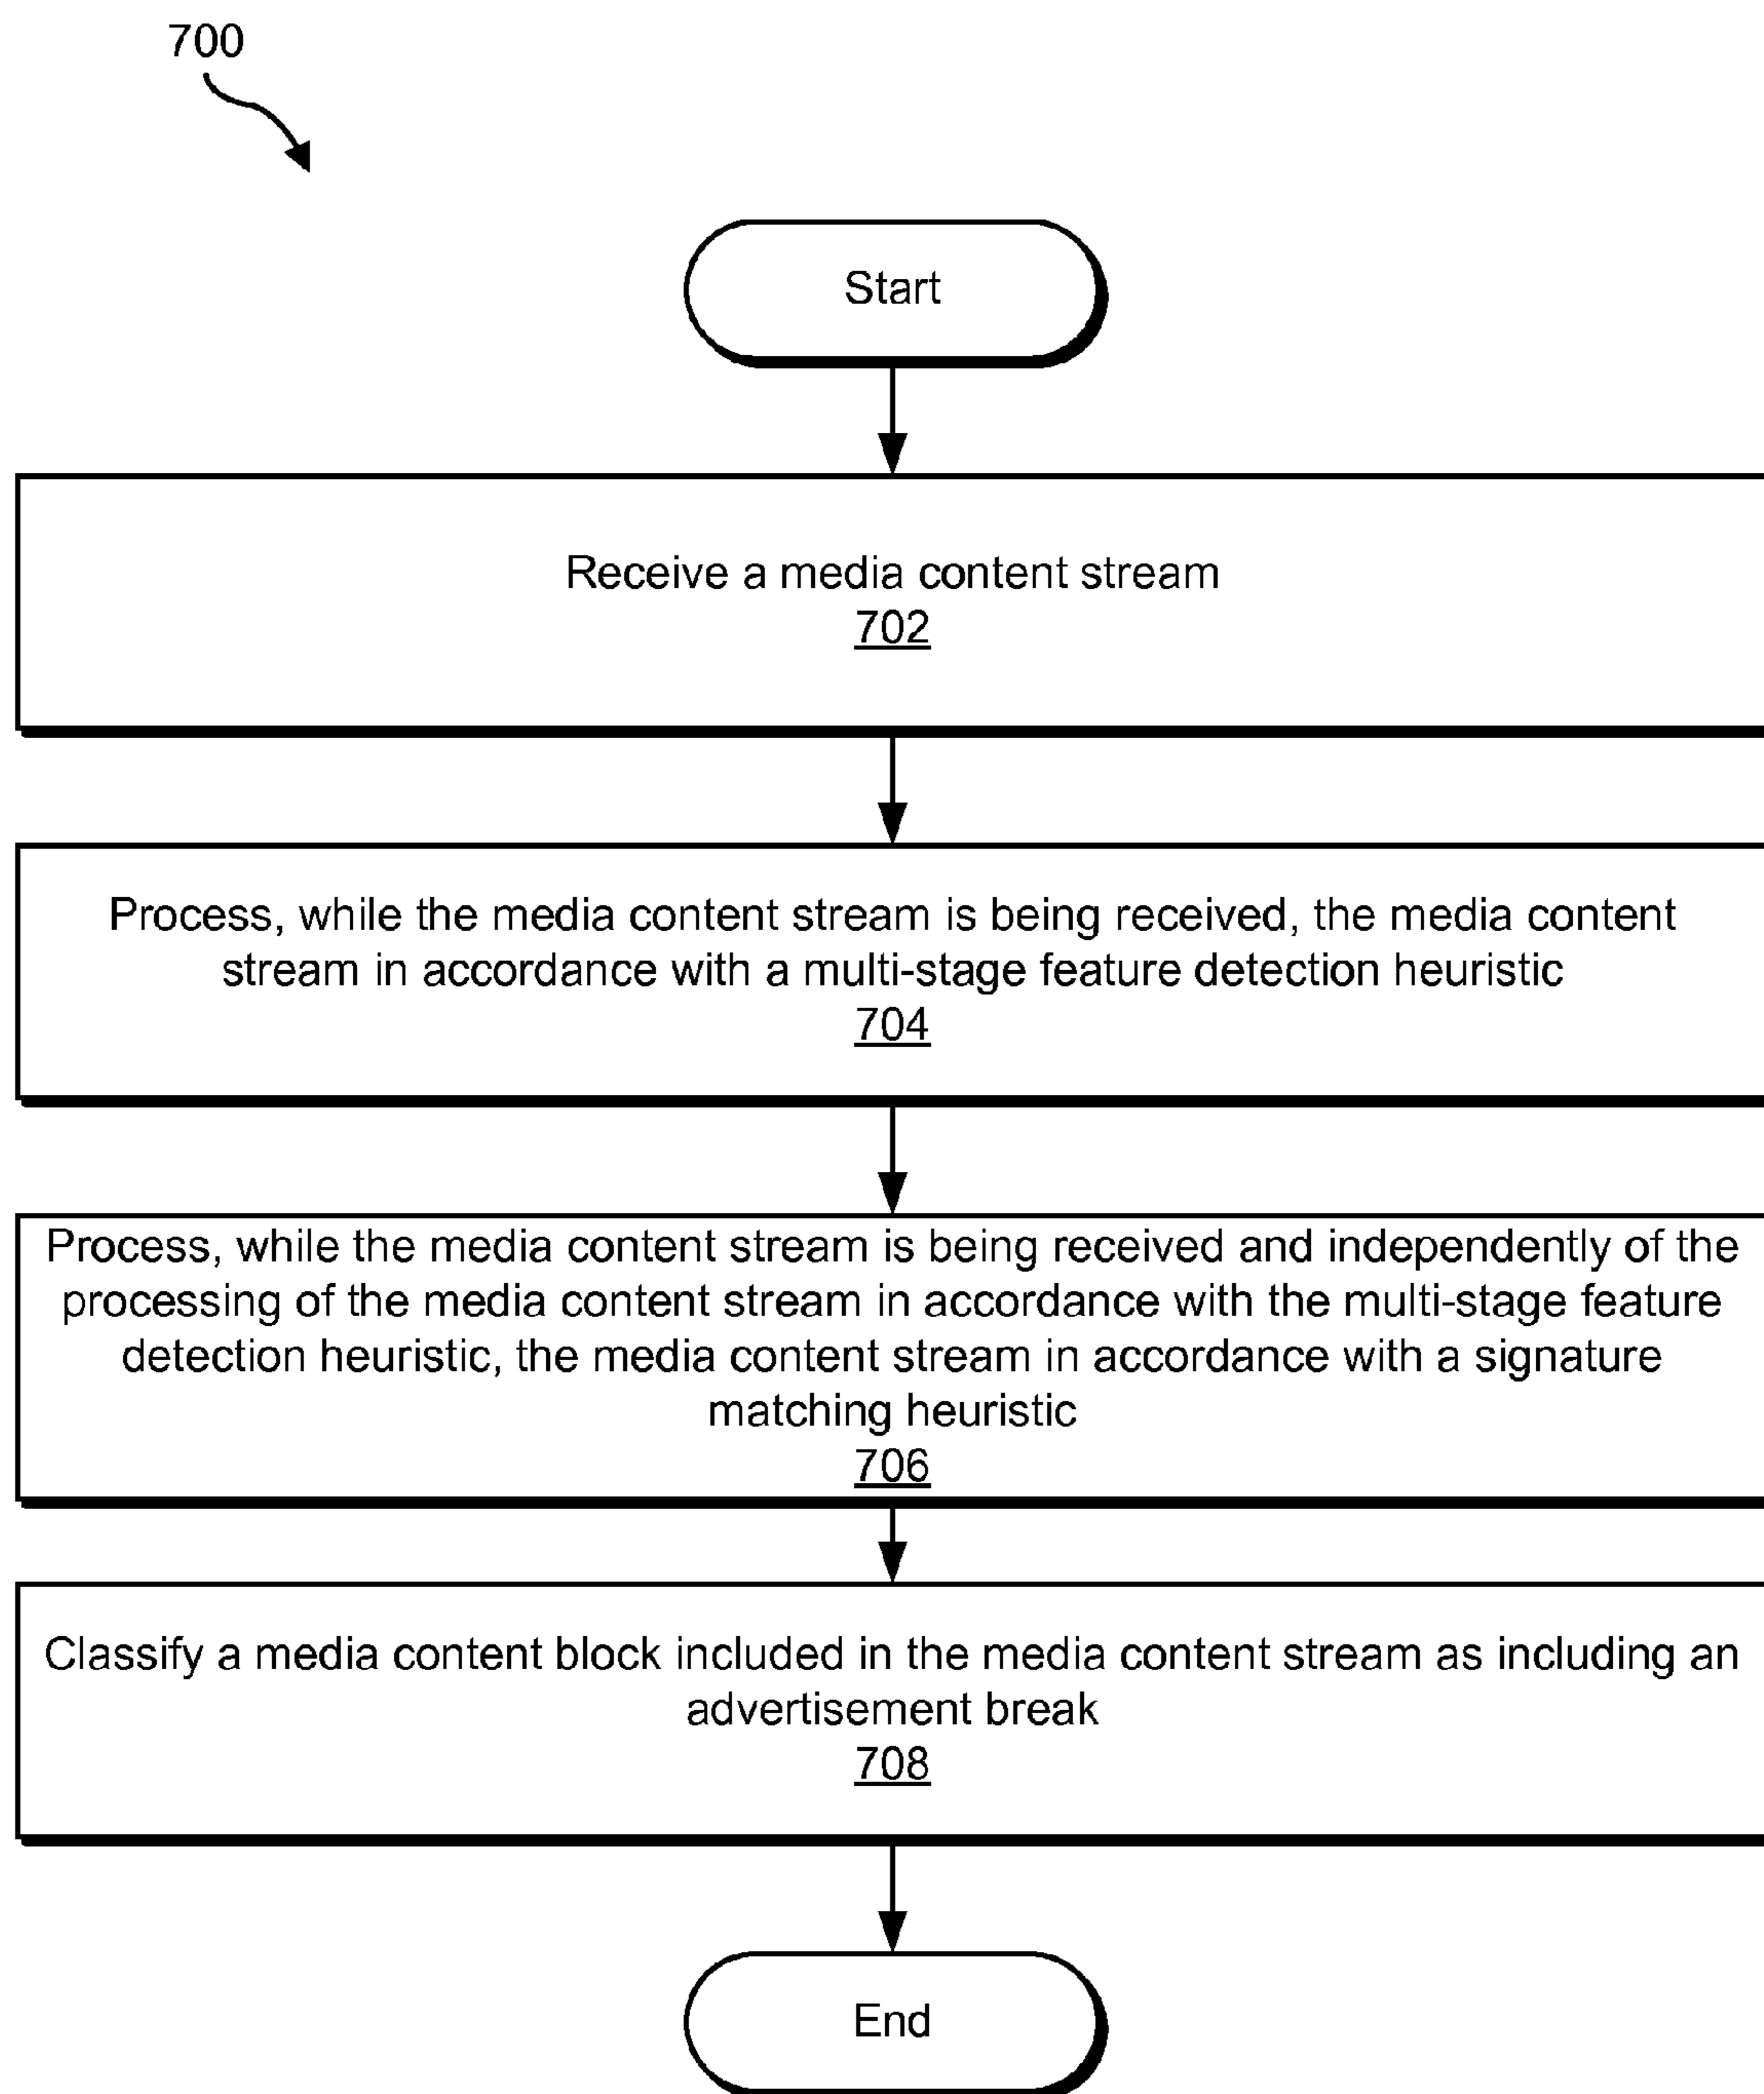 700
Start
Receive a media content stream
702
Process, while the media content stream is being received, the media content
stream in accordance with a multi-stage feature detection heuristic
704
Process, while the media content stream is being received and independently of the
processing of the media content stream in accordance with the multi-stage feature
detection heuristic, the media content stream in accordance with a signature
matching heuristic
706
Classify a media content block included in the media content stream as including an
advertisement break
708
End